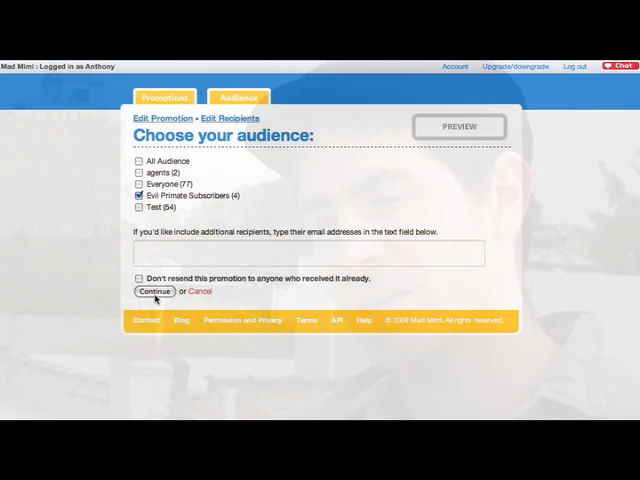 Mad Mimi : Logged in as Anthony
Account Upgrade/downgrade Log out Chat
Promotions Audience
Edit Promotion • Edit Recipients
PREVIEW
Choose your audience:
All Audience
agents (2)
Everyone (77)
Evil Primate Subscribers (4)
Test (54)
If you'd like include additional recipients, type their email addresses in the text field below.
Don't resend this promotion to anyone who received it already.
Continue or Cancel
Contact Blog Permission and Privacy Terms API Help © 2008 Mad Mimi. All rights reserved.